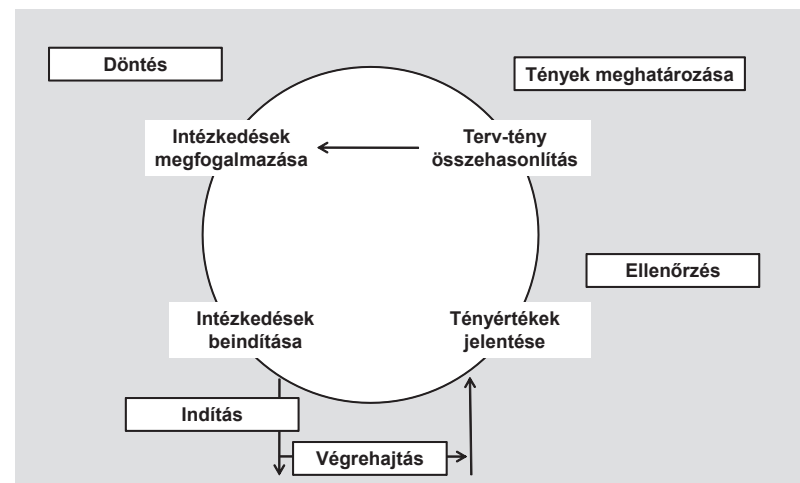 Döntés
Tények meghatározása
Intézkedések
megfogalmazása
Terv-tény
összehasonlítás
Ellenőrzés
Intézkedések
beindítása
Tényértékek
jelentése
Indítás
Végrehajtás